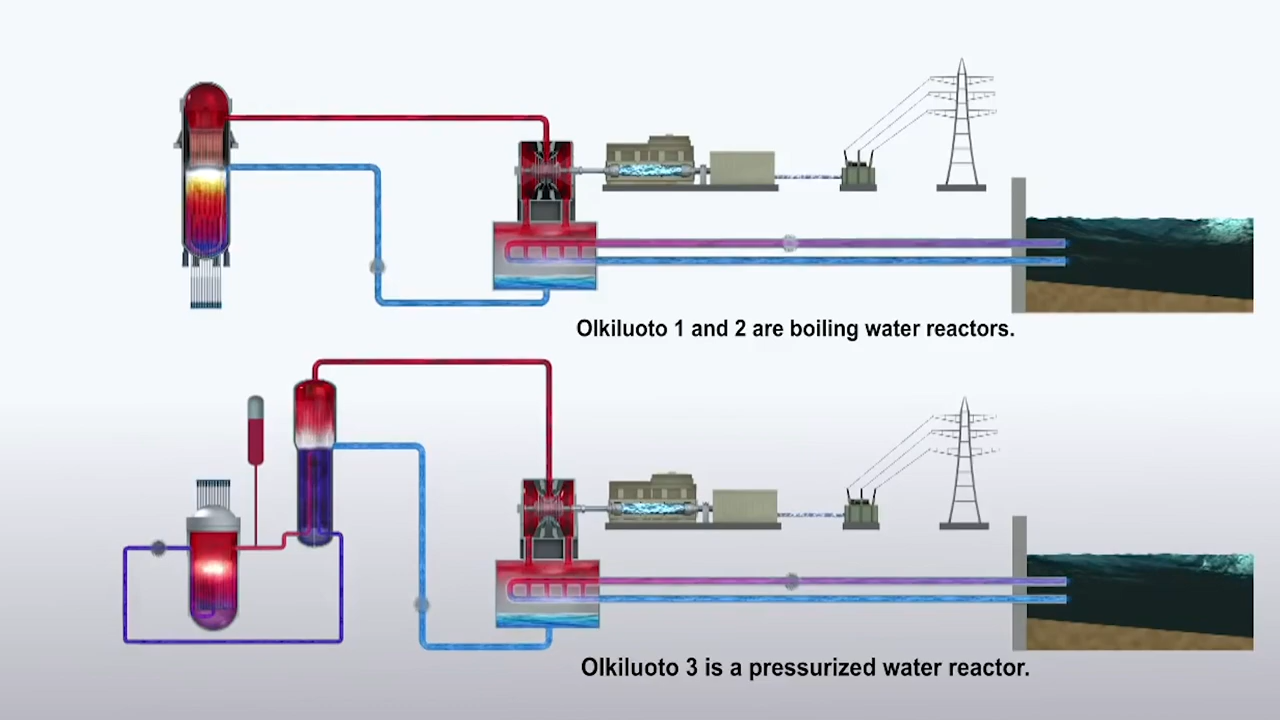 Olkiluoto 1 and 2 are boiling water reactors.
Olkiluoto 3 is a pressurized water reactor.